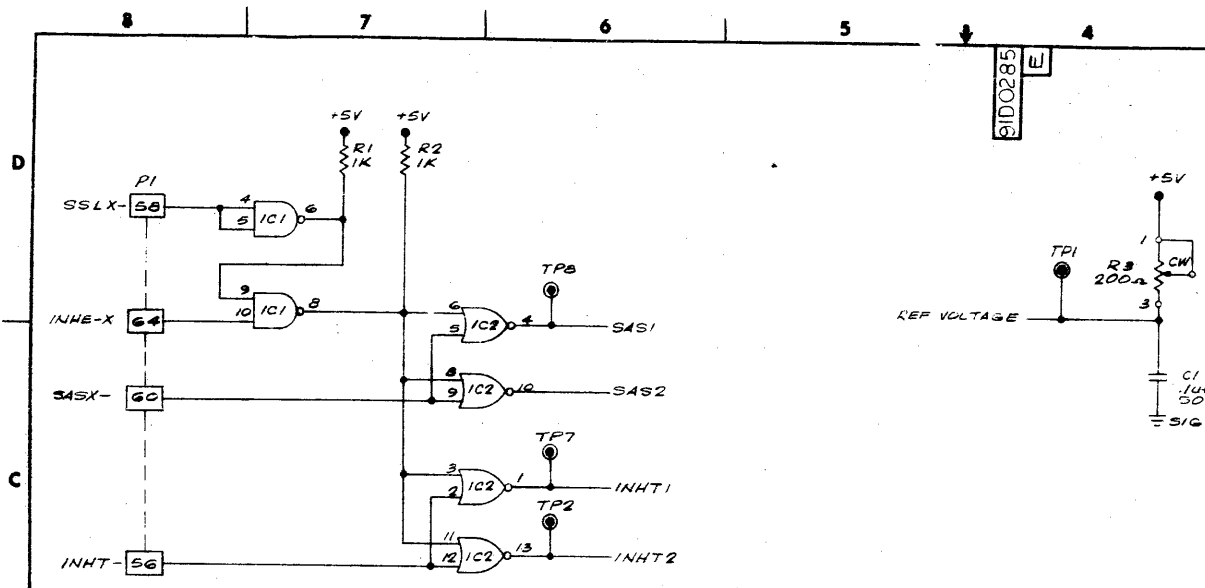 8 7 6 5 4
91D0285 E
D
+5V +5V
R1 1K
R2 1K
P1
SSLX- 58
4
5
IC1
6
9
10
IC1
8
INHE-X 64
TP8
6
5
IC2
4
SAS1
SASX- 60
8
9
IC2
10
SAS2
C
TP7
3
2
IC2
1
INHT1
TP2
11
12
IC2
13
INHT2
INHT- 56
+5V
1
TP1
R3
200Ω
CW
3
REF VOLTAGE
C1
50
SIG